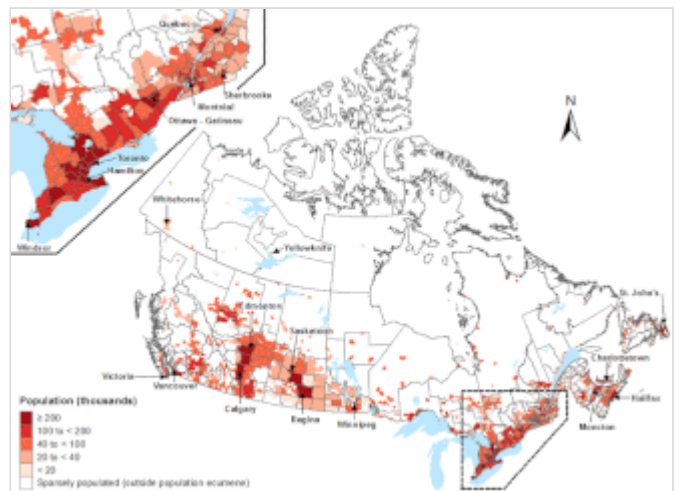 Québec
Sherbrooke
Montréal
Ottawa - Gatineau
Toronto
Hamilton
Windsor
N
Whitehorse
Yellowknife
St. John's
Edmonton
Saskatoon
Charlottetown
Victoria
Vancouver
Halifax
Calgary
Regina
Winnipeg
Moncton
Population (thousands)
≥ 200
100 to < 200
40 to < 100
20 to < 40
< 20
Sparsely populated (outside population ecumene)